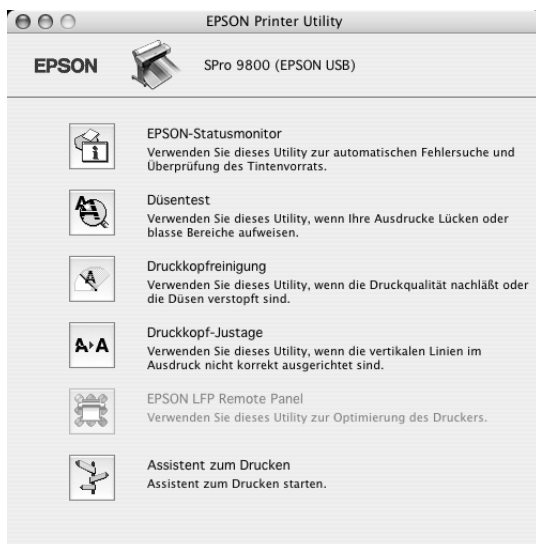 EPSON Printer Utility
EPSON
SPro 9800 (EPSON USB)
EPSON-Statusmonitor
Verwenden Sie dieses Utility zur automatischen Fehlersuche und
Überprüfung des Tintenvorrats.
Düsentest
Verwenden Sie dieses Utility, wenn Ihre Ausdrucke Lücken oder
blasse Bereiche aufweisen.
Druckkopfreinigung
Verwenden Sie dieses Utility, wenn die Druckqualität nachläßt oder
die Düsen verstopft sind.
A▸A
Druckkopf-Justage
Verwenden Sie dieses Utility, wenn die vertikalen Linien im
Ausdruck nicht korrekt ausgerichtet sind.
EPSON LFP Remote Panel
Verwenden Sie dieses Utility zur Optimierung des Druckers.
Assistent zum Drucken
Assistent zum Drucken starten.